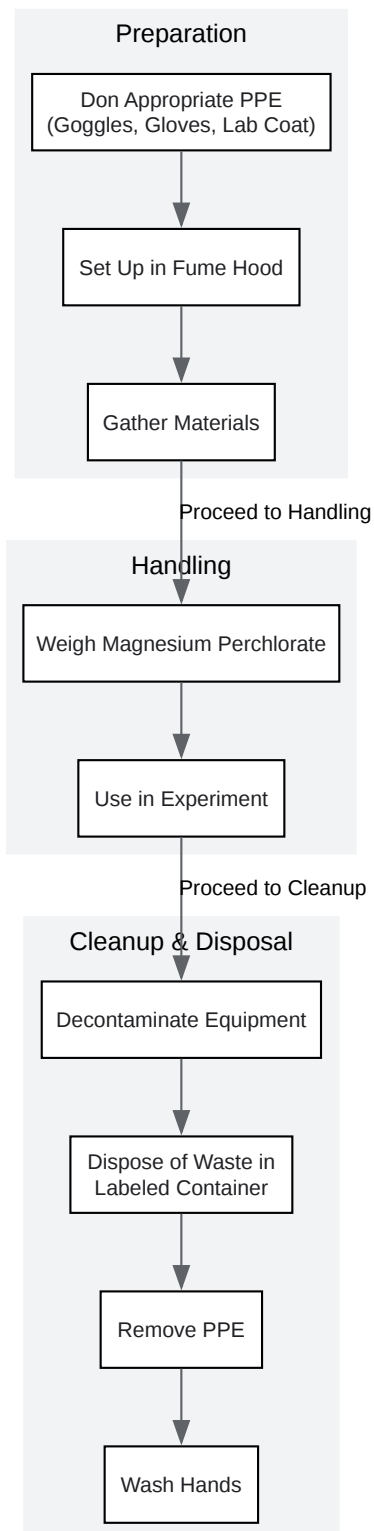 Preparation
Don Appropriate PPE
(Goggles, Gloves, Lab Coat)
Set Up in Fume Hood
Gather Materials
Proceed to Handling
Handling
Weigh Magnesium Perchlorate
Use in Experiment
Proceed to Cleanup
Cleanup & Disposal
Decontaminate Equipment
Dispose of Waste in
Labeled Container
Remove PPE
Wash Hands